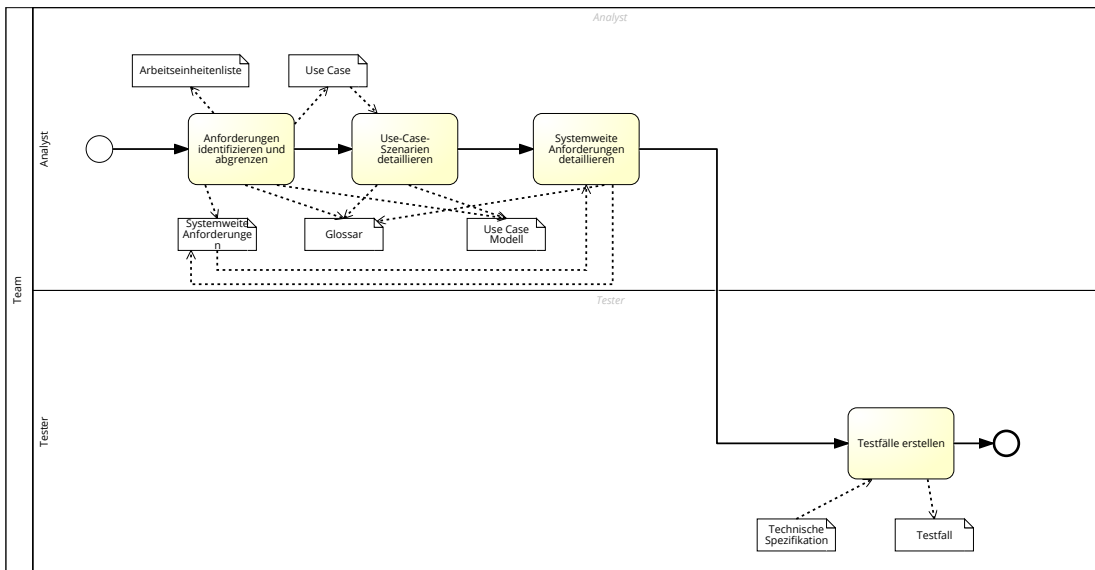 Analyst
Team
Analyst
Arbeitseinheitenliste
Use Case
Anforderungen
identifizieren und
abgrenzen
Use-Case-
Szenarien
detaillieren
Systemweite
Anforderungen
detaillieren
Systemweite
Anforderunge
n
Glossar
Use Case
Modell
Tester
Tester
Testfälle erstellen
Technische
Spezifikation
Testfall